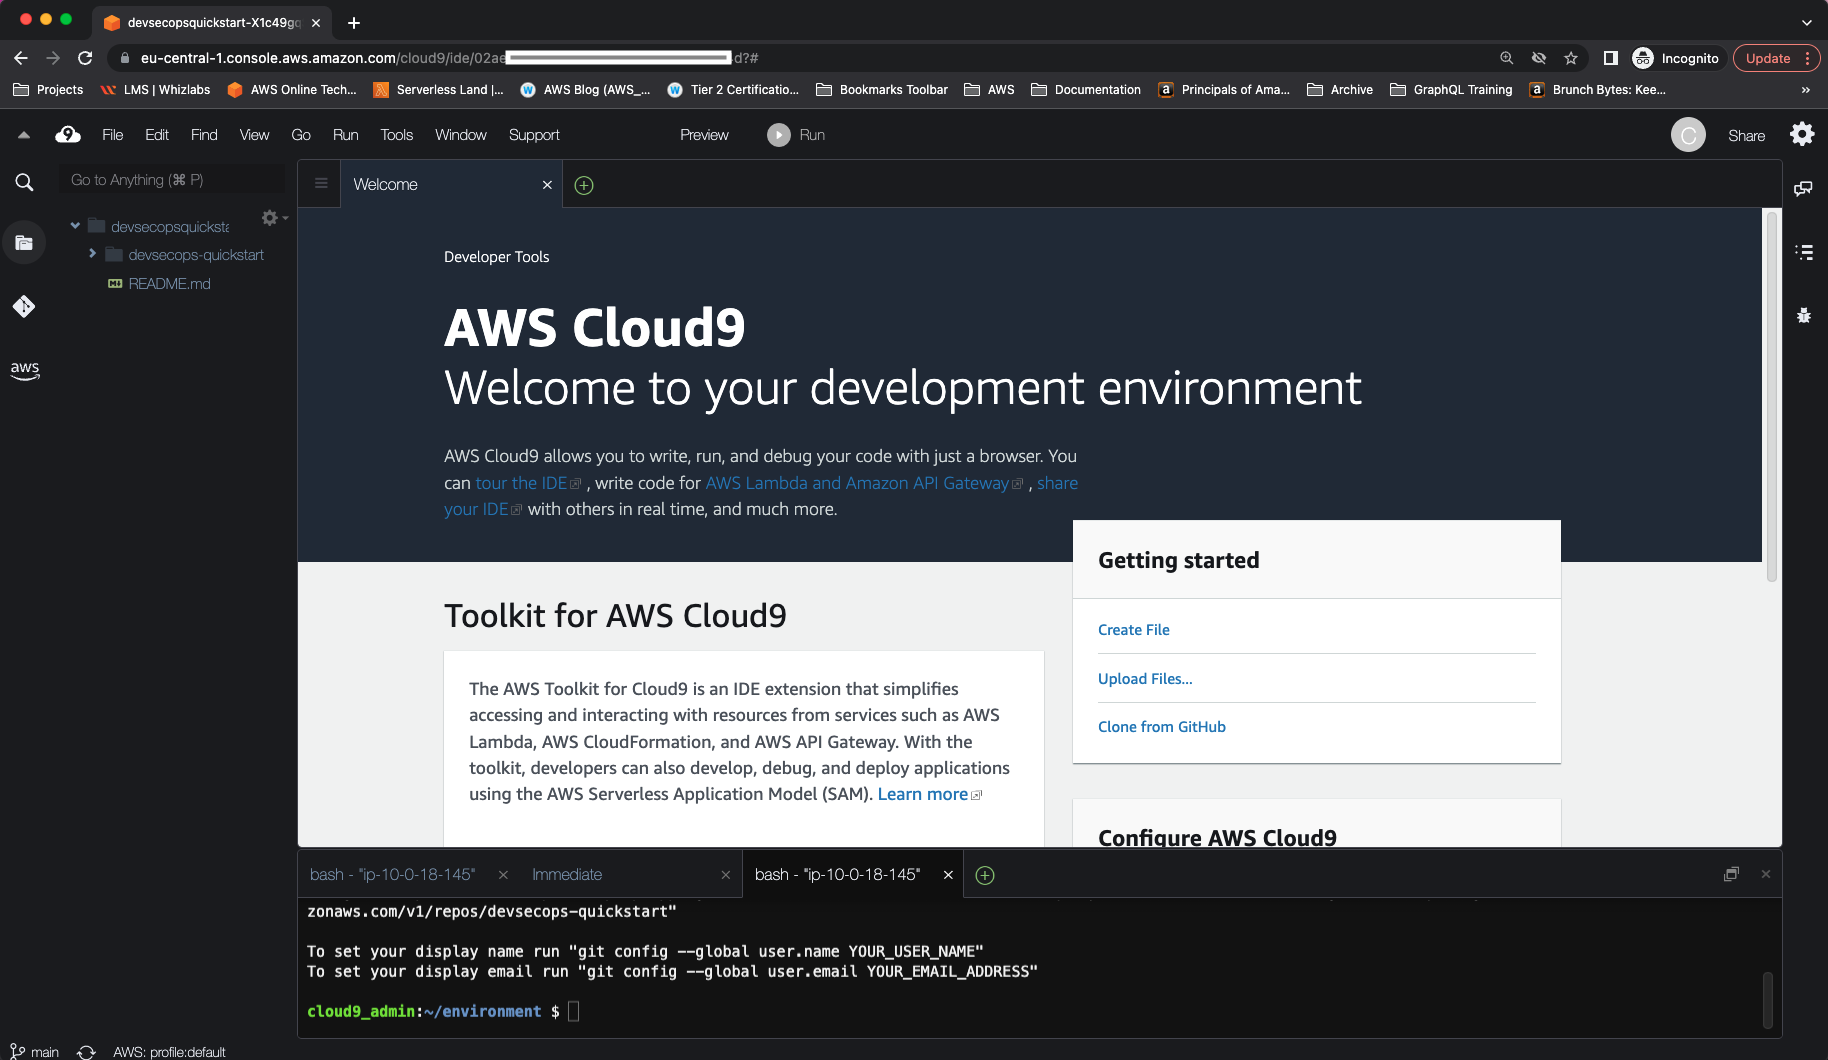 devsecopsquickstart-X1c49gq
eu-central-1.console.aws.amazon.com/cloud9/ide/02ae d?#
Incognito
Update
Projects
LMS | Whizlabs
AWS Online Tech...
Serverless Land |...
AWS Blog (AWS_...
Tier 2 Certificatio...
Bookmarks Toolbar
AWS
Documentation
Principals of Ama...
Archive
GraphQL Training
Brunch Bytes: Kee...
»
9 File Edit Find View Go Run Tools Window Support Preview Run
C Share
Go to Anything (⌘ P)
Welcome
devsecopsquicksta
devsecops-quickstart
README.md
aws
Developer Tools
AWS Cloud9
Welcome to your development environment
AWS Cloud9 allows you to write, run, and debug your code with just a browser. You
can tour the IDE , write code for AWS Lambda and Amazon API Gateway , share
your IDE with others in real time, and much more.
Getting started
Create File
Upload Files...
Clone from GitHub
Toolkit for AWS Cloud9
The AWS Toolkit for Cloud9 is an IDE extension that simplifies
accessing and interacting with resources from services such as AWS
Lambda, AWS CloudFormation, and AWS API Gateway. With the
toolkit, developers can also develop, debug, and deploy applications
using the AWS Serverless Application Model (SAM). Learn more
Configure AWS Cloud9
bash - "ip-10-0-18-145"
Immediate
bash - "ip-10-0-18-145"
zonaws.com/v1/repos/devsecops-quickstart"
To set your display name run "git config --global user.name YOUR_USER_NAME"
To set your display email run "git config --global user.email YOUR_EMAIL_ADDRESS"
cloud9_admin:~/environment $
main
AWS: profile:default